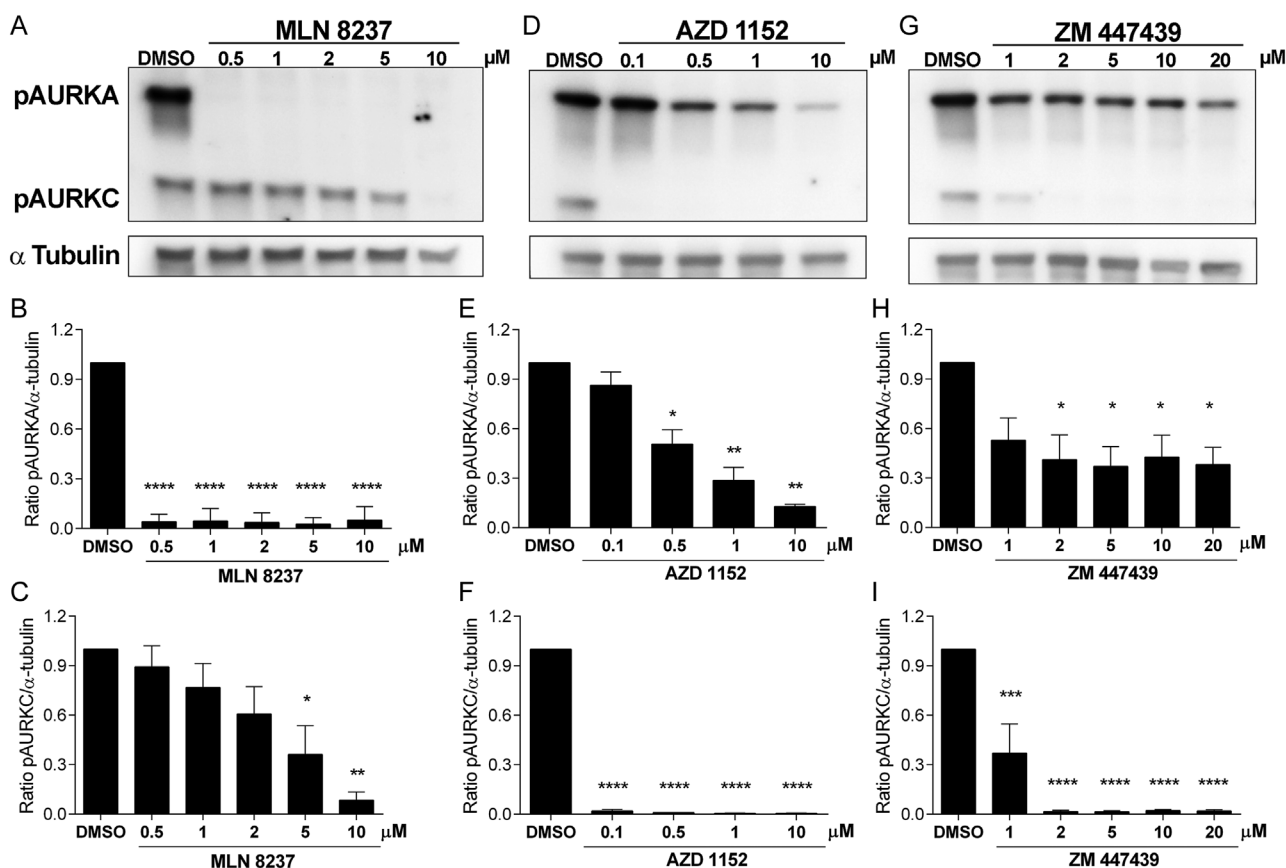 A
MLN 8237
DMSO 0.5 1 2 5 10 µM
pAURKA
pAURKC
α Tubulin
D
AZD 1152
DMSO 0.1 0.5 1 10 µM
G
ZM 447439
DMSO 1 2 5 10 20 µM
B
Ratio pAURKA/α-tubulin
1.2
0.9
0.6
0.3
0.0
**** **** **** **** ****
DMSO 0.5 1 2 5 10 µM
MLN 8237
E
Ratio pAURKA/α-tubulin
1.2
0.9
0.6
0.3
0.0
* ** **
DMSO 0.1 0.5 1 10 µM
AZD 1152
H
Ratio pAURKA/α-tubulin
1.2
0.9
0.6
0.3
0.0
* * * *
DMSO 1 2 5 10 20 µM
ZM 447439
C
Ratio pAURKC/α-tubulin
1.2
0.9
0.6
0.3
0.0
* **
DMSO 0.5 1 2 5 10 µM
MLN 8237
F
Ratio pAURKC/α-tubulin
1.2
0.9
0.6
0.3
0.0
**** **** **** ****
DMSO 0.1 0.5 1 10 µM
AZD 1152
I
Ratio pAURKC/α-tubulin
1.2
0.9
0.6
0.3
0.0
*** **** **** **** ****
DMSO 1 2 5 10 20 µM
ZM 447439